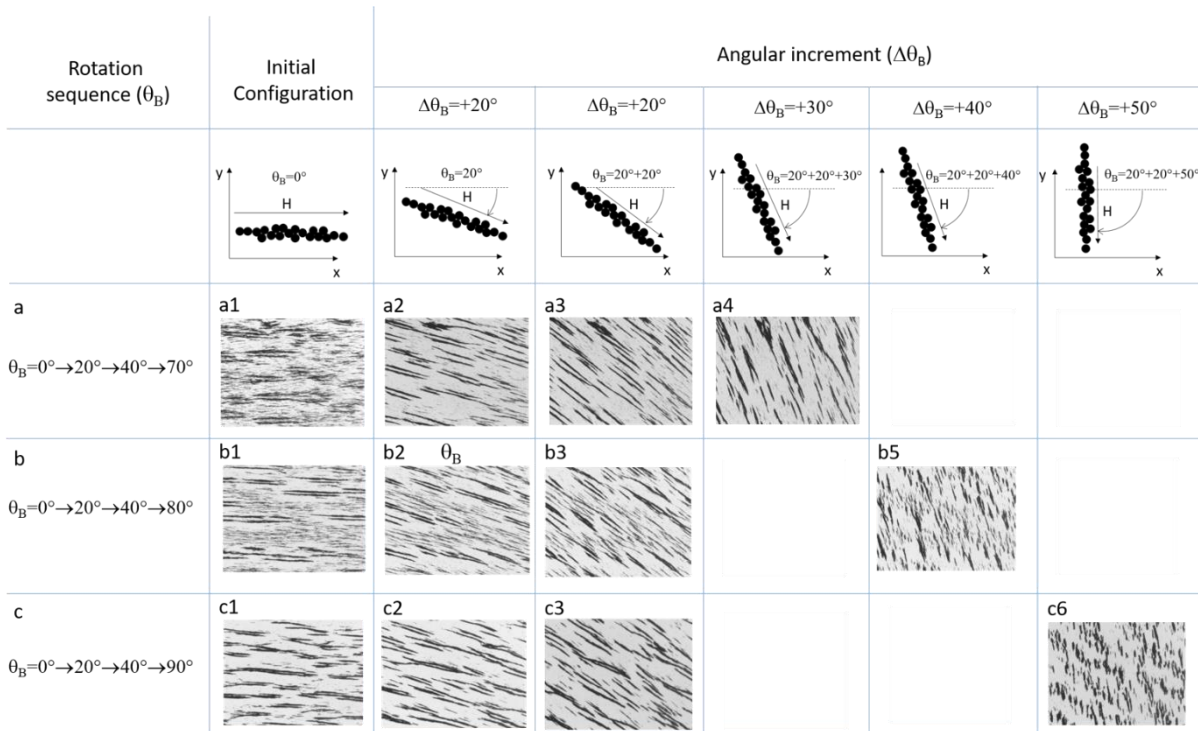 Rotation
sequence (θB)
Initial
Configuration
Angular increment (ΔθB)
ΔθB=+20°
ΔθB=+20°
ΔθB=+30°
ΔθB=+40°
ΔθB=+50°
y
θB=0°
H
x
y
θB=20°
H
x
y
θB=20°+20°
H
x
y
θB=20°+20°+30°
H
x
y
θB=20°+20°+40°
H
x
y
θB=20°+20°+50°
H
x
a
θB=0°→20°→40°→70°
a1
a2
a3
a4
b
θB=0°→20°→40°→80°
b1
b2 θB
b3
b5
c
θB=0°→20°→40°→90°
c1
c2
c3
c6